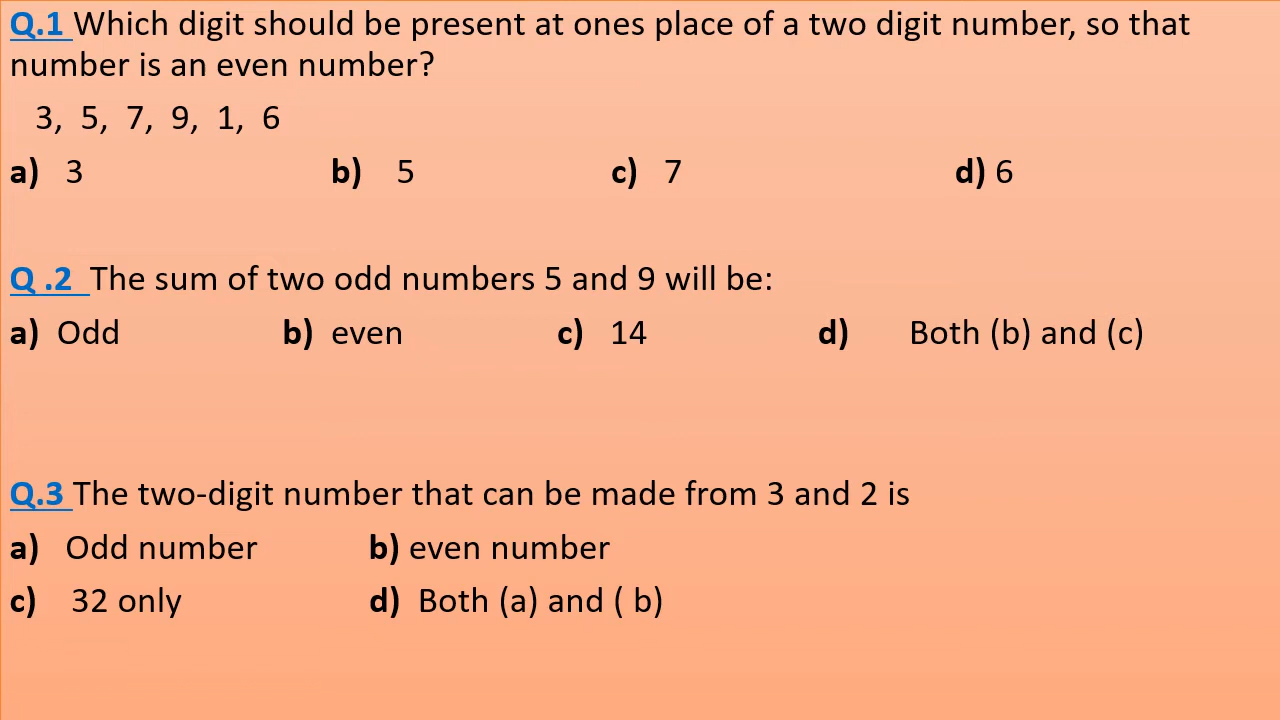 Q.1 Which digit should be present at ones place of a two digit number, so that
number is an even number?
3, 5, 7, 9, 1, 6
a) 3 b) 5 c) 7 d) 6
Q .2 The sum of two odd numbers 5 and 9 will be:
a) Odd b) even c) 14 d) Both (b) and (c)
Q.3 The two-digit number that can be made from 3 and 2 is
a) Odd number b) even number
c) 32 only d) Both (a) and ( b)